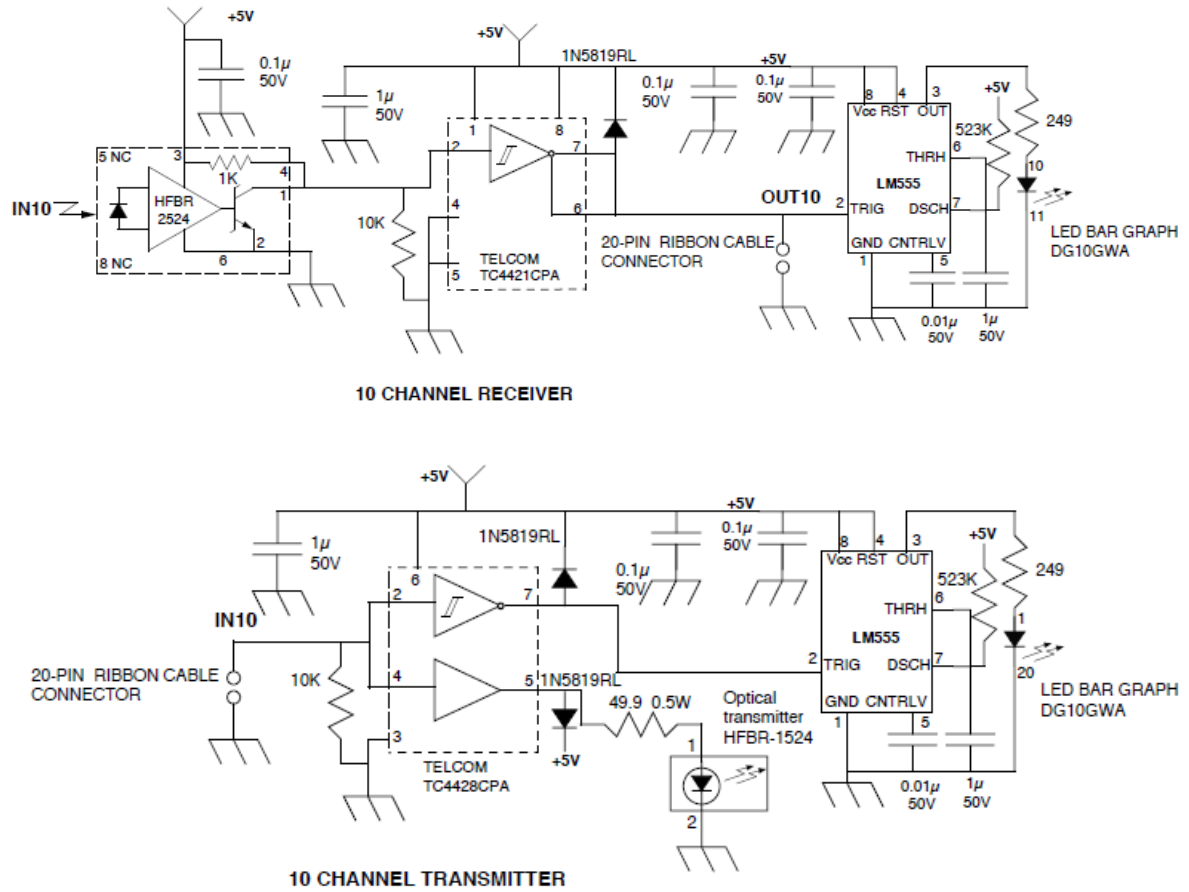 +5V
0.1µ
50V
5 NC
3
4
1K
1
HFBR
2524
IN10
2
6
8 NC
+5V
1N5819RL
1µ
50V
0.1µ
50V
+5V
0.1µ
50V
1
8
2
7
4
6
5
10K
TELCOM
TC4421CPA
OUT10
20-PIN RIBBON CABLE
CONNECTOR
8
4
3
Vcc RST OUT
+5V
523K
249
6
THRH
LM555
10
2
TRIG
DSCH
7
11
GND CNTRLV
1
5
LED BAR GRAPH
DG10GWA
0.01µ
50V
1µ
50V
10 CHANNEL RECEIVER
+5V
1µ
50V
1N5819RL
+5V
0.1µ
50V
0.1µ
50V
6
2
7
IN10
4
5
3
20-PIN RIBBON CABLE
CONNECTOR
10K
TELCOM
TC4428CPA
1N5819RL
+5V
49.9 0.5W
Optical
transmitter
HFBR-1524
1
2
8
4
3
Vcc RST OUT
+5V
523K
249
THRH
6
LM555
1
2
TRIG
DSCH
7
20
GND CNTRLV
1
5
LED BAR GRAPH
DG10GWA
0.01µ
50V
1µ
50V
10 CHANNEL TRANSMITTER